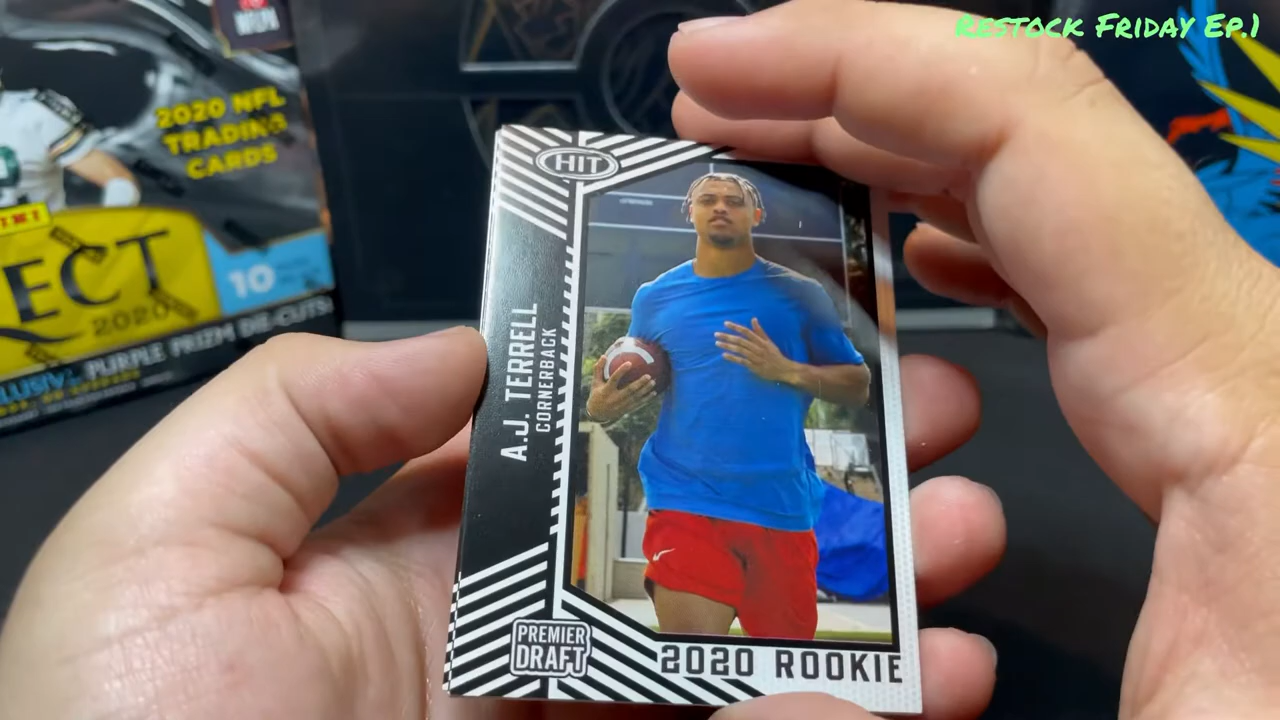 Restock Friday Ep.1
2020 NFL
TRADING
CARDS
ECT
2020
10
PURPLE PRIZM DIE-CUTS
HIT
A.J. TERRELL
CORNERBACK
PREMIER
DRAFT
2020 ROOKIE